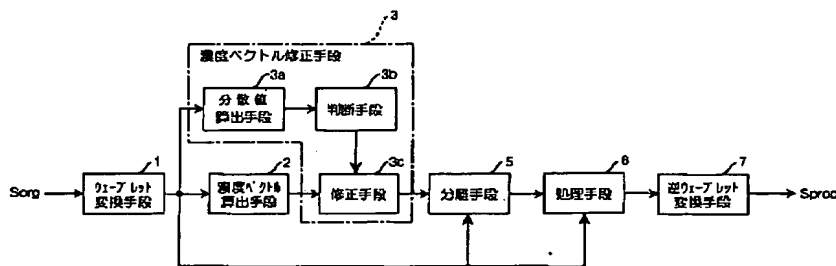 3
濃度ベクトル修正手段
3a
分散値
算出手段
3b
判断手段
1
ウェーブレット
変換手段
2
濃度ベクトル
算出手段
3c
修正手段
5
分離手段
6
処理手段
7
逆ウェーブレット
変換手段
Sorg
Sproc